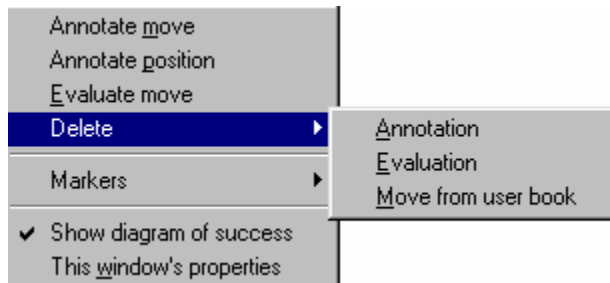 Annotate move
Annotate position
Evaluate move
Delete
Markers
Show diagram of success
This window's properties
Annotation
Evaluation
Move from user book